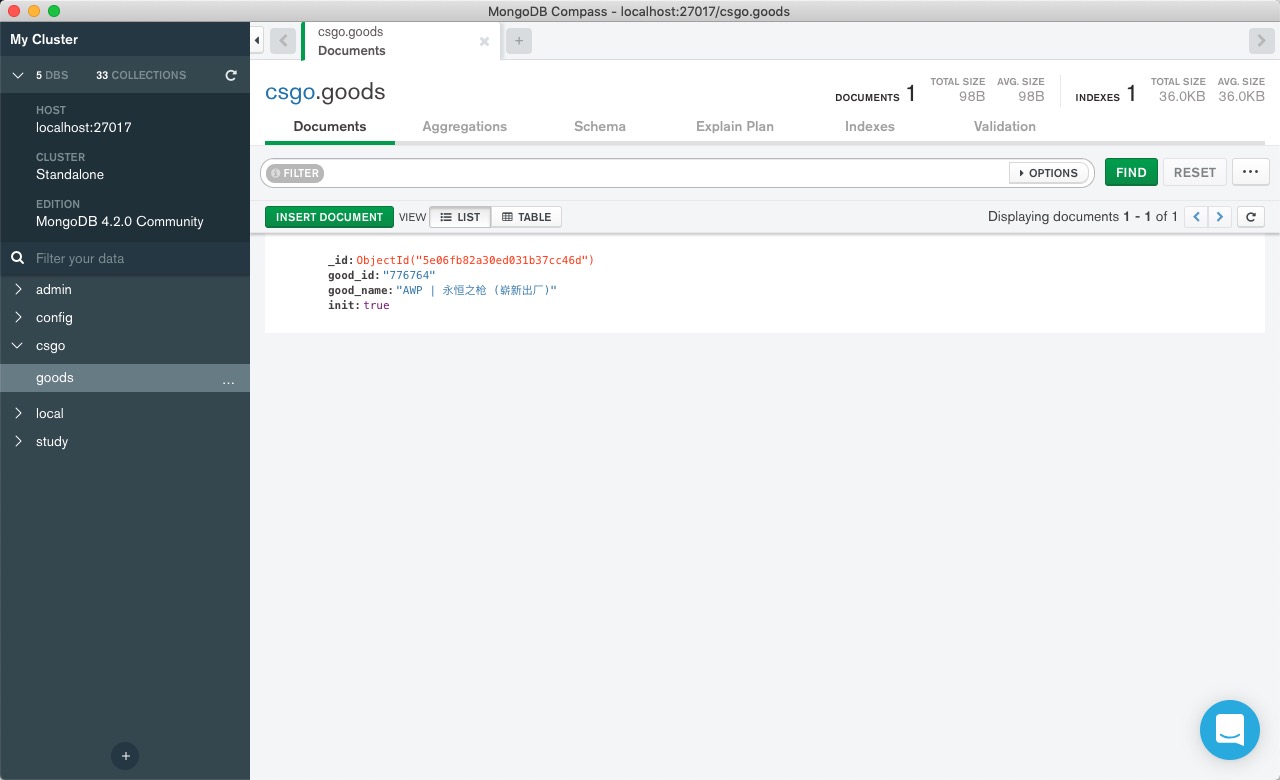 MongoDB Compass - localhost:27017/csgo.goods
My Cluster
5 DBS 33 COLLECTIONS
HOST
localhost:27017
CLUSTER
Standalone
EDITION
MongoDB 4.2.0 Community
Filter your data
admin
config
csgo
goods ...
local
study
csgo.goods
Documents
csgo.goods
DOCUMENTS 1 TOTAL SIZE 98B AVG. SIZE 98B INDEXES 1 TOTAL SIZE 36.0KB AVG. SIZE 36.0KB
Documents Aggregations Schema Explain Plan Indexes Validation
FILTER OPTIONS FIND RESET ...
INSERT DOCUMENT VIEW LIST TABLE Displaying documents 1 - 1 of 1
_id: ObjectId("5e06fb82a30ed031b37cc46d")
good_id: "776764"
good_name: "AWP | 永恒之枪 (崭新出厂)"
init: true